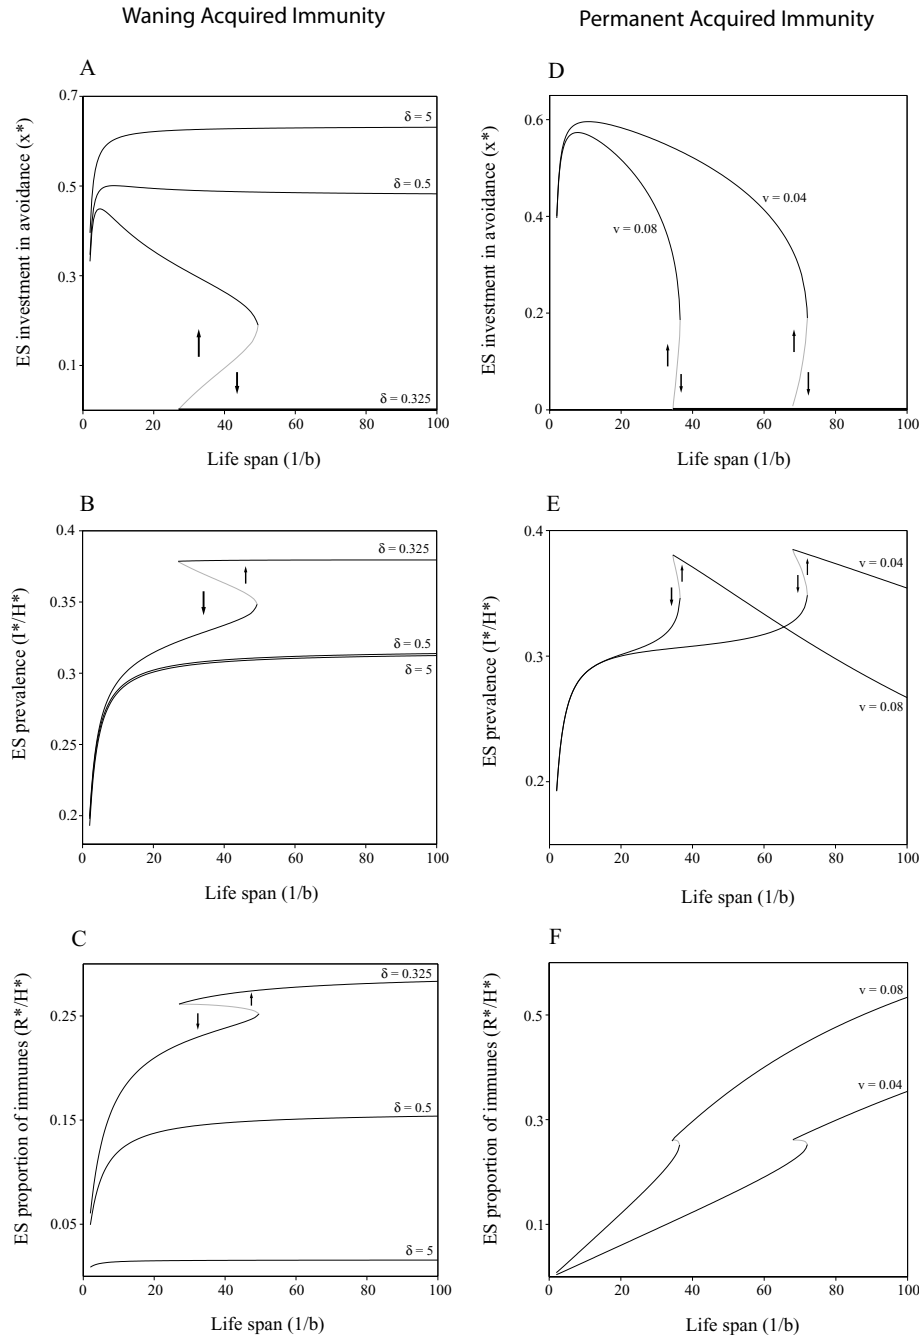 Waning Acquired Immunity
Permanent Acquired Immunity
A
0.7
0.5
0.3
0.1
ES investment in avoidance (x*)
δ = 5
δ = 0.5
δ = 0.325
0 20 40 60 80 100
Life span (1/b)
D
0.6
0.4
0.2
0
ES investment in avoidance (x*)
v = 0.04
v = 0.08
0 20 40 60 80 100
Life span (1/b)
B
0.4
0.35
0.3
0.25
0.2
ES prevalence (I*/H*)
δ = 0.325
δ = 0.5
δ = 5
0 20 40 60 80 100
Life span (1/b)
E
0.4
0.3
0.2
ES prevalence (I*/H*)
v = 0.04
v = 0.08
0 20 40 60 80 100
Life span (1/b)
C
0.25
0.15
0.05
ES proportion of immunes (R*/H*)
δ = 0.325
δ = 0.5
δ = 5
0 20 40 60 80 100
Life span (1/b)
F
0.5
0.3
0.1
ES proportion of immunes (R*/H*)
v = 0.08
v = 0.04
0 20 40 60 80 100
Life span (1/b)